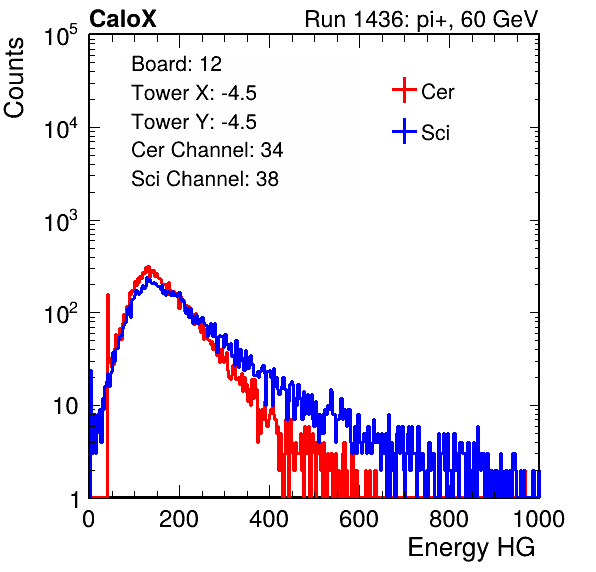 CaloX Run 1436: pi+, 60 GeV
Counts
Board: 12
Tower X: -4.5
Tower Y: -4.5
Cer Channel: 34
Sci Channel: 38
Cer
Sci
10^5
10^4
10^3
10^2
10
1
0 200 400 600 800 1000
Energy HG